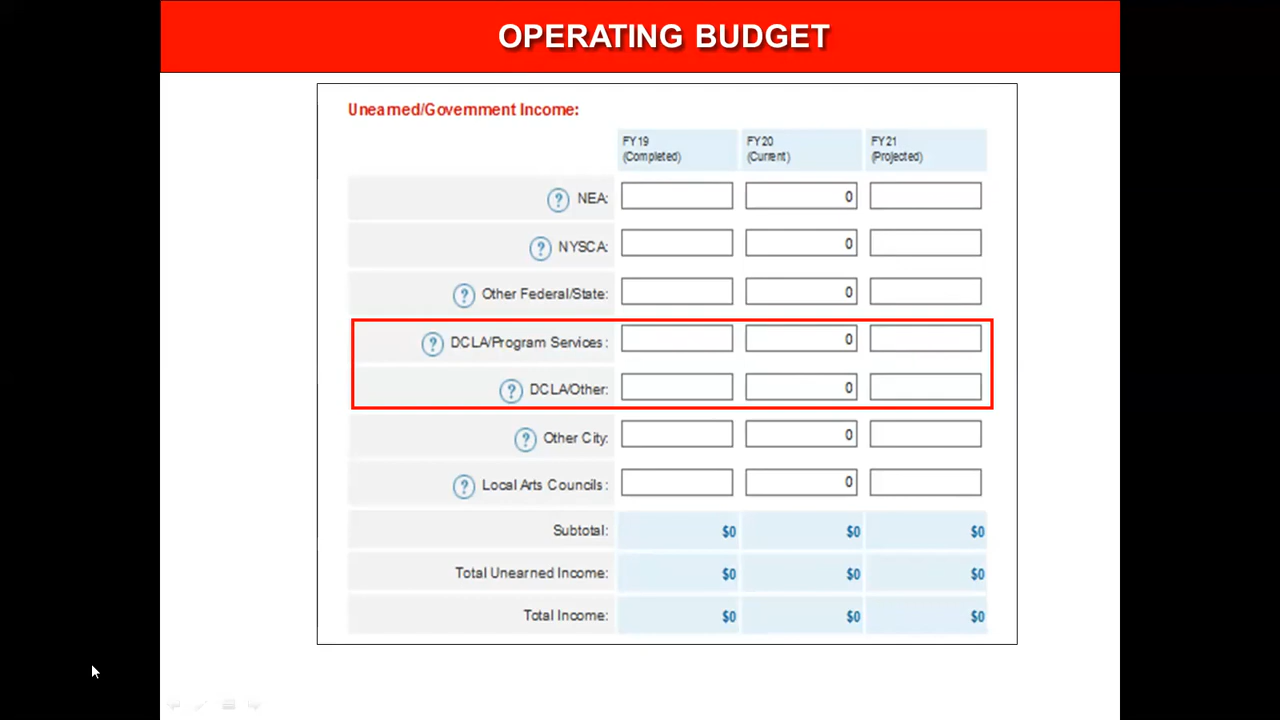 OPERATING BUDGET
Unearned/Government Income:
FY19 FY20 FY21
(Completed) (Current) (Projected)
? NEA: 0
? NYSCA: 0
? Other Federal/State: 0
? DCLA/Program Services: 0
? DCLA/Other: 0
? Other City: 0
? Local Arts Councils: 0
Subtotal: $0 $0 $0
Total Unearned Income: $0 $0 $0
Total Income: $0 $0 $0